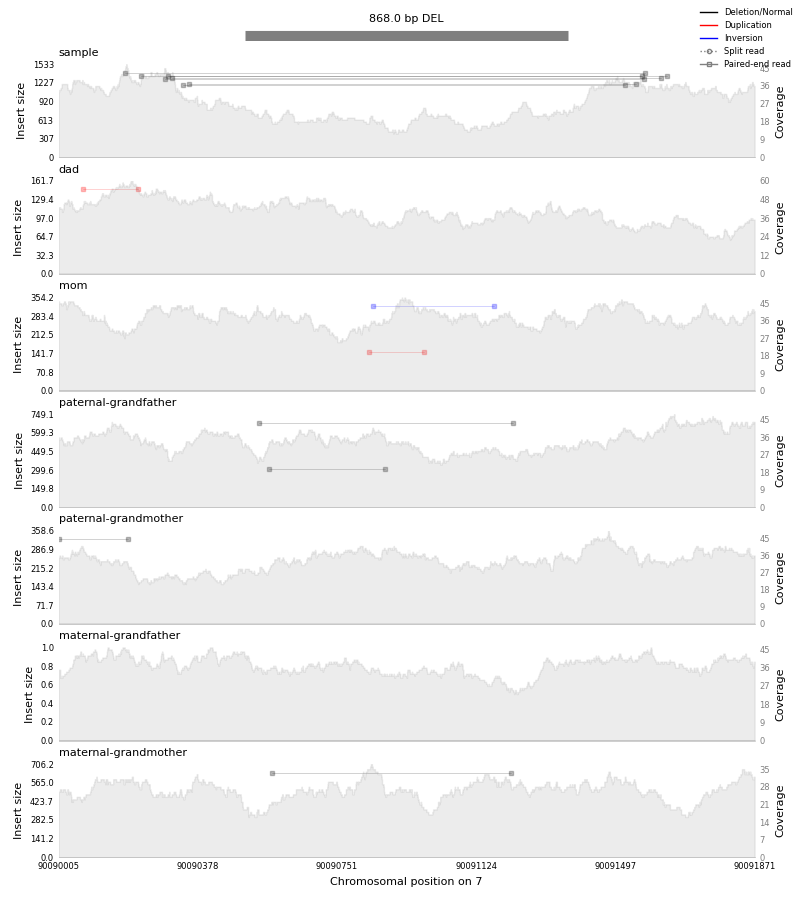 868.0 bp DEL
Deletion/Normal
Duplication
Inversion
Split read
Paired-end read
sample
1533
1227
920
613
307
0
Insert size
45
36
27
18
9
0
Coverage
dad
161.7
129.4
97.0
64.7
32.3
0.0
Insert size
60
48
36
24
12
0
Coverage
mom
354.2
283.4
212.5
141.7
70.8
0.0
Insert size
45
36
27
18
9
0
Coverage
paternal-grandfather
749.1
599.3
449.5
299.6
149.8
0.0
Insert size
45
36
27
18
9
0
Coverage
paternal-grandmother
358.6
286.9
215.2
143.4
71.7
0.0
Insert size
45
36
27
18
9
0
Coverage
maternal-grandfather
1.0
0.8
0.6
0.4
0.2
0.0
Insert size
45
36
27
18
9
0
Coverage
maternal-grandmother
706.2
565.0
423.7
282.5
141.2
0.0
Insert size
35
28
21
14
7
0
Coverage
90090005 90090378 90090751 90091124 90091497 90091871
Chromosomal position on 7